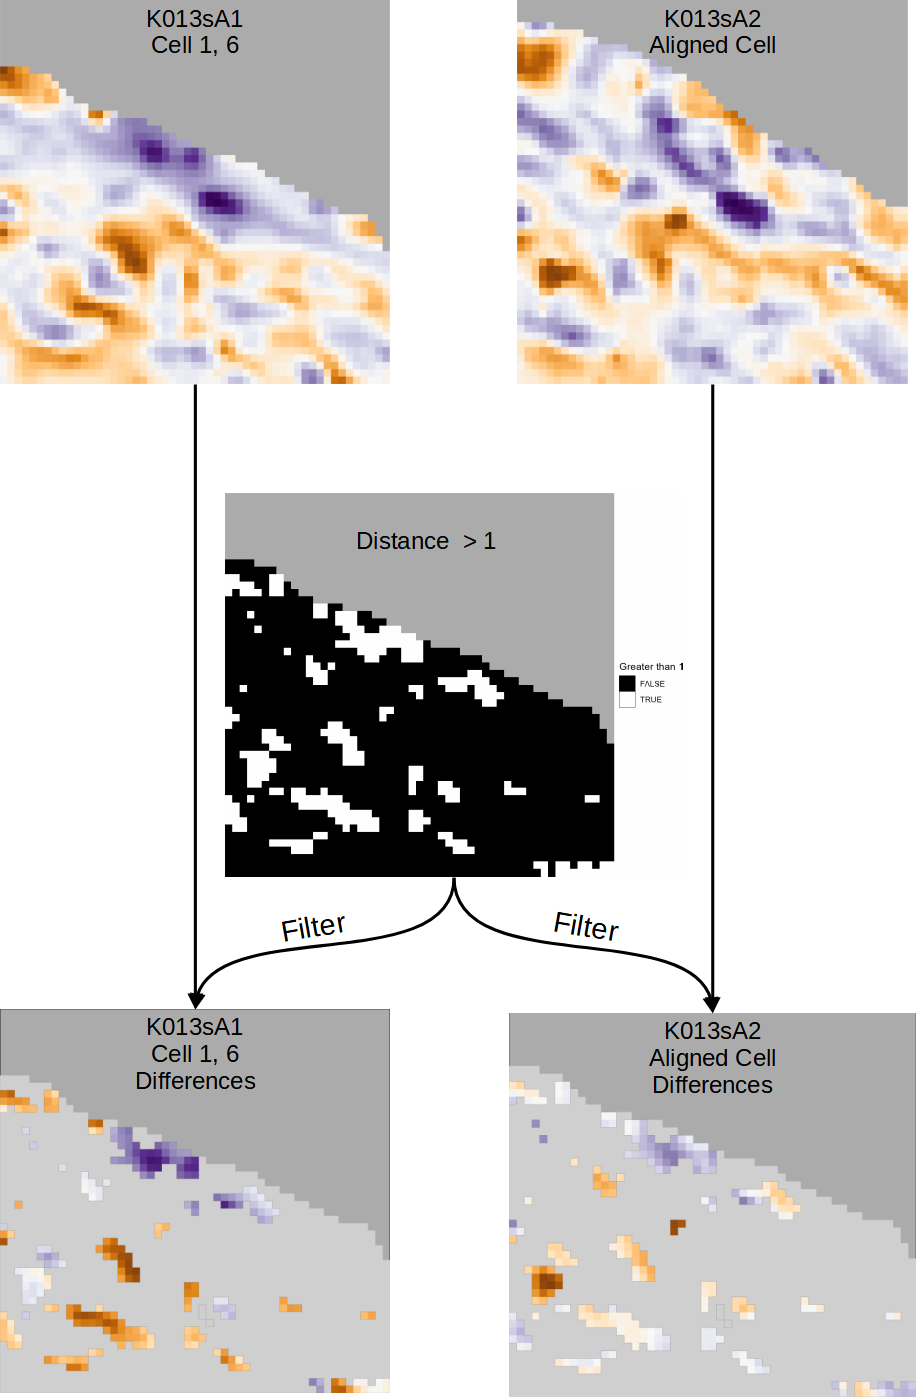 K013sA1
Cell 1, 6
K013sA2
Aligned Cell
Distance > 1
Greater than 1
FALSE
TRUE
Filter
Filter
K013sA1
Cell 1, 6
Differences
K013sA2
Aligned Cell
Differences